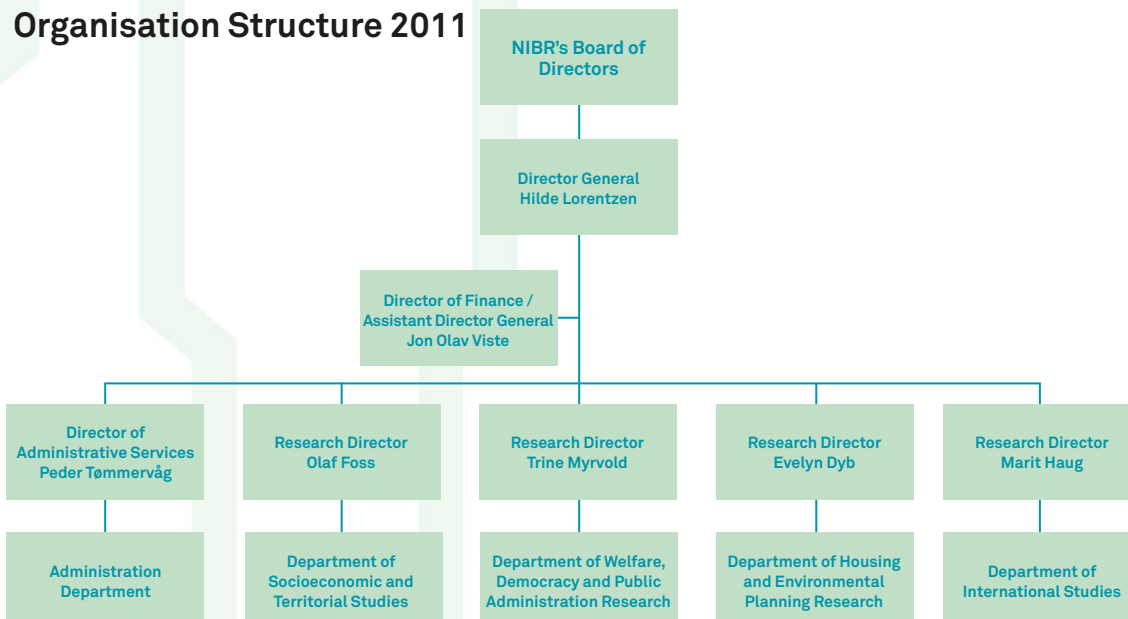 Organisation Structure 2011
NIBR's Board of
Directors
Director General
Hilde Lorentzen
Director of Finance /
Assistant Director General
Jon Olav Viste
Director of
Administrative Services
Peder Tømmervåg
Research Director
Olaf Foss
Research Director
Trine Myrvold
Research Director
Evelyn Dyb
Research Director
Marit Haug
Administration
Department
Department of
Socioeconomic and
Territorial Studies
Department of Welfare,
Democracy and Public
Administration Research
Department of Housing
and Environmental
Planning Research
Department of
International Studies